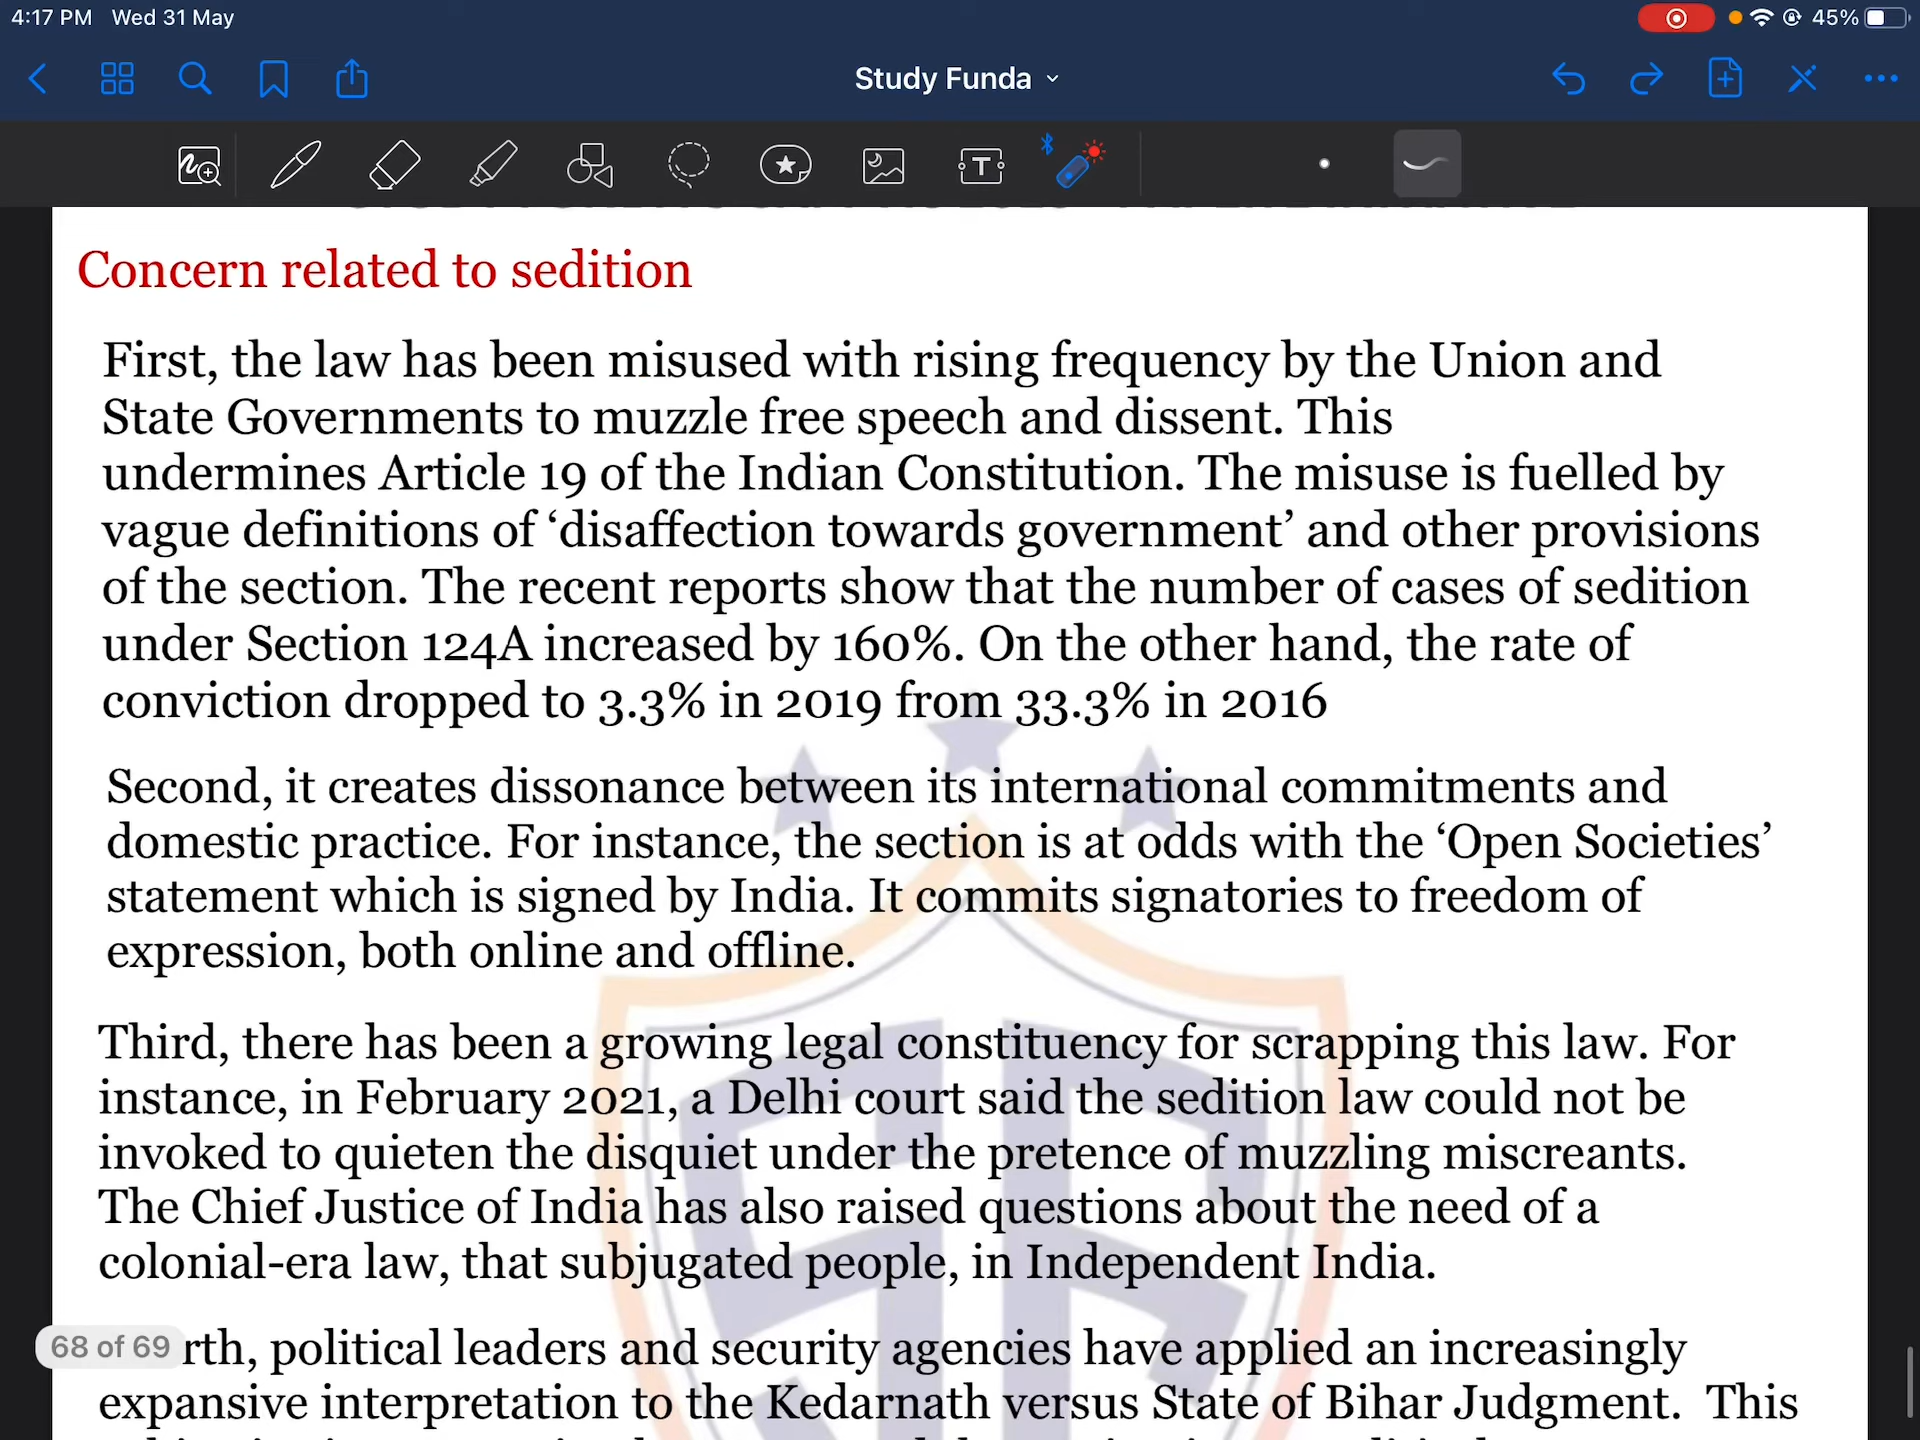 4:17 PM Wed 31 May
45%
Study Funda
T
Concern related to sedition
First, the law has been misused with rising frequency by the Union and
State Governments to muzzle free speech and dissent. This
undermines Article 19 of the Indian Constitution. The misuse is fuelled by
vague definitions of ‘disaffection towards government’ and other provisions
of the section. The recent reports show that the number of cases of sedition
under Section 124A increased by 160%. On the other hand, the rate of
conviction dropped to 3.3% in 2019 from 33.3% in 2016
Second, it creates dissonance between its international commitments and
domestic practice. For instance, the section is at odds with the ‘Open Societies’
statement which is signed by India. It commits signatories to freedom of
expression, both online and offline.
Third, there has been a growing legal constituency for scrapping this law. For
instance, in February 2021, a Delhi court said the sedition law could not be
invoked to quieten the disquiet under the pretence of muzzling miscreants.
The Chief Justice of India has also raised questions about the need of a
colonial-era law, that subjugated people, in Independent India.
68 of 69
rth, political leaders and security agencies have applied an increasingly
expansive interpretation to the Kedarnath versus State of Bihar Judgment. This